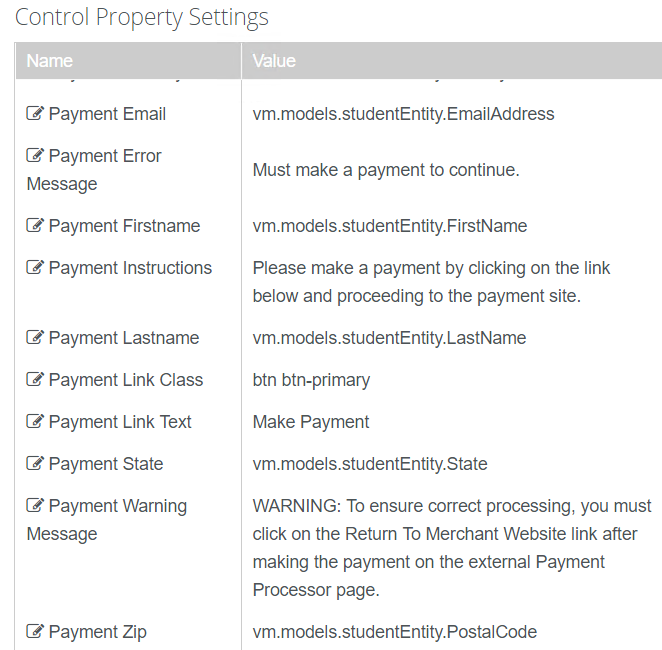 Control Property Settings
Name Value
Payment Email vm.models.studentEntity.EmailAddress
Payment Error
Message
Must make a payment to continue.
Payment Firstname vm.models.studentEntity.FirstName
Payment Instructions Please make a payment by clicking on the link
below and proceeding to the payment site.
Payment Lastname vm.models.studentEntity.LastName
Payment Link Class btn btn-primary
Payment Link Text Make Payment
Payment State vm.models.studentEntity.State
Payment Warning WARNING: To ensure correct processing, you must
Message click on the Return To Merchant Website link after
making the payment on the external Payment
Processor page.
Payment Zip vm.models.studentEntity.PostalCode